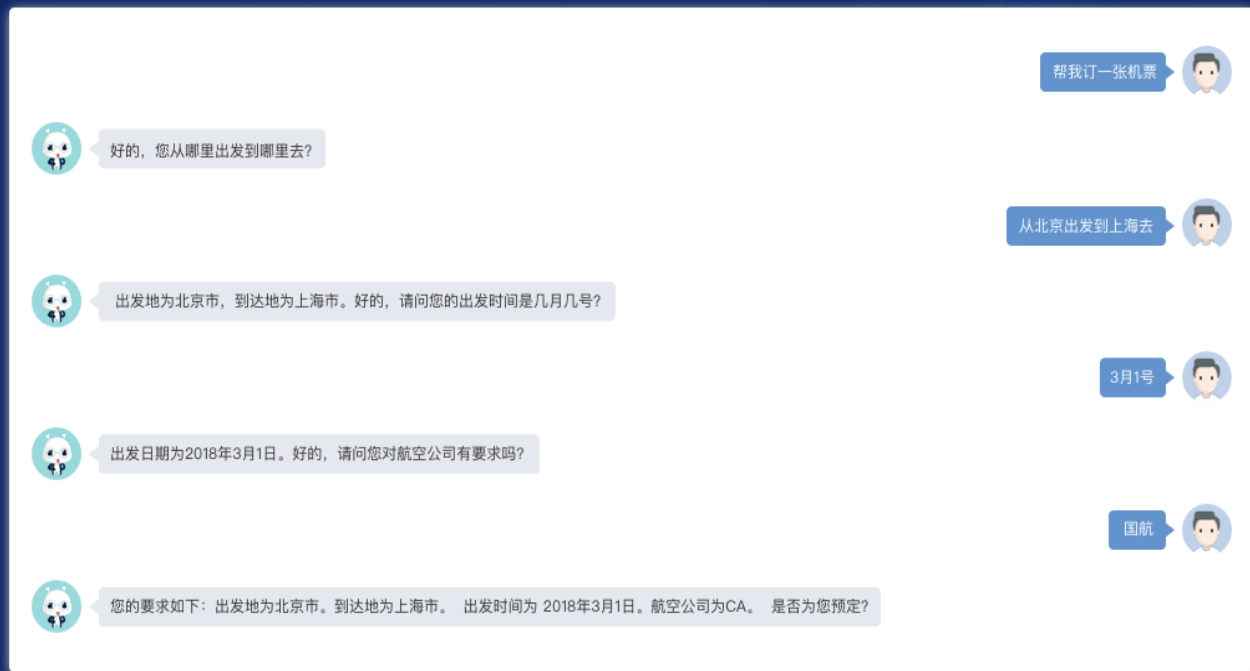 帮我订一张机票
好的，您从哪里出发到哪里去？
从北京出发到上海去
出发地为北京市，到达地为上海市。好的，请问您的出发时间是几月几号？
3月1号
出发日期为2018年3月1日。好的，请问您对航空公司有要求吗？
国航
您的要求如下：出发地为北京市。到达地为上海市。 出发时间为 2018年3月1日。航空公司为CA。 是否为您预定？